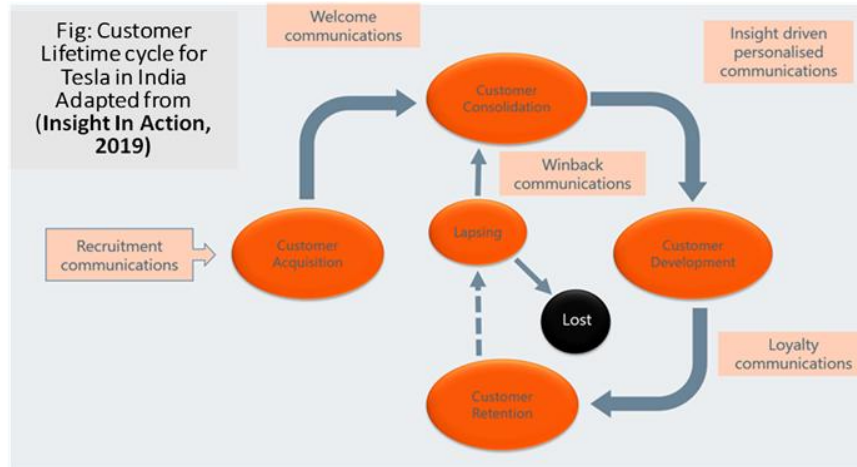 Fig: Customer
Lifetime cycle for
Tesla in India
Adapted from
(Insight In Action,
2019)
Welcome
communications
Insight driven
personalised
communications
Customer
Consolidation
Winback
communications
Recruitment
communications
Customer
Acquisition
Lapsing
Customer
Development
Lost
Loyalty
communications
Customer
Retention